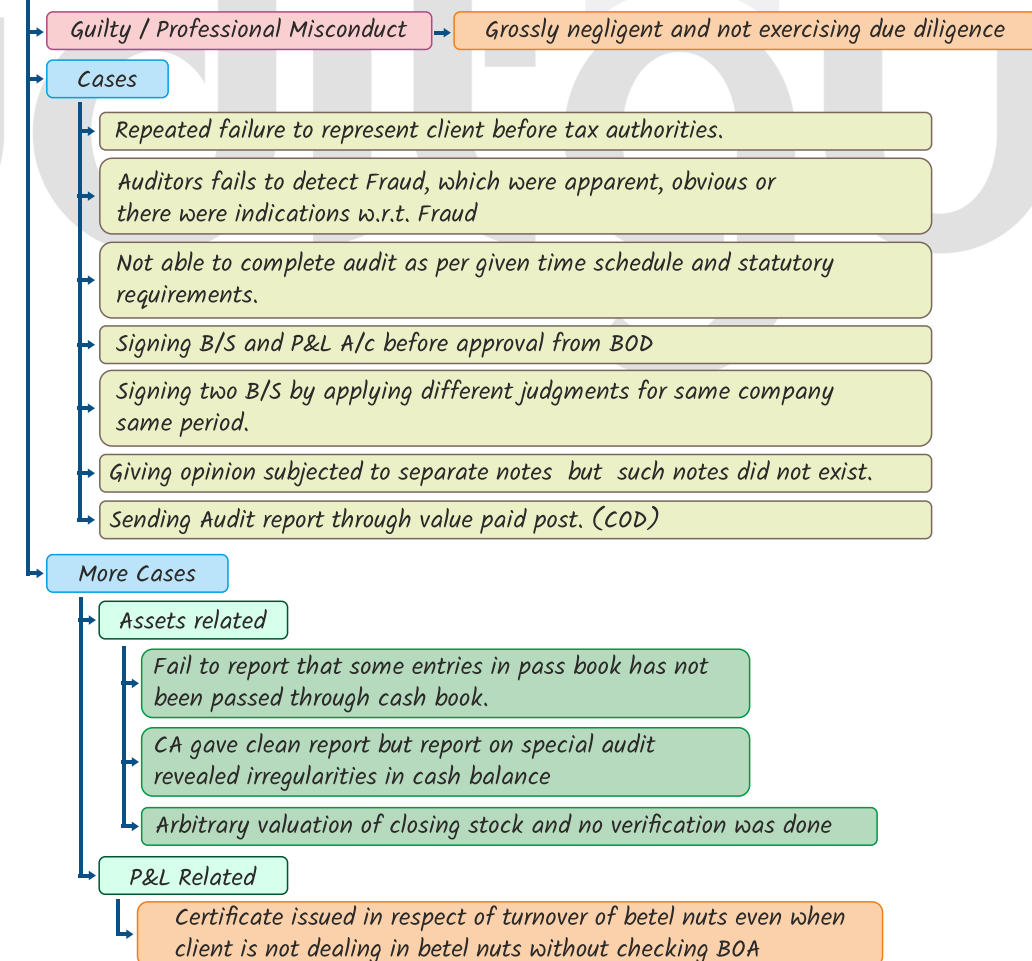 Guilty / Professional Misconduct
Grossly negligent and not exercising due diligence
Cases
Repeated failure to represent client before tax authorities.
Auditors fails to detect Fraud, which were apparent, obvious or
there were indications w.r.t. Fraud
Not able to complete audit as per given time schedule and statutory
requirements.
Signing B/S and P&L A/c before approval from BOD
Signing two B/S by applying different judgments for same company
same period.
Giving opinion subjected to separate notes but such notes did not exist.
Sending Audit report through value paid post. (COD)
More Cases
Assets related
Fail to report that some entries in pass book has not
been passed through cash book.
CA gave clean report but report on special audit
revealed irregularities in cash balance
Arbitrary valuation of closing stock and no verification was done
P&L Related
Certificate issued in respect of turnover of betel nuts even when
client is not dealing in betel nuts without checking BOA